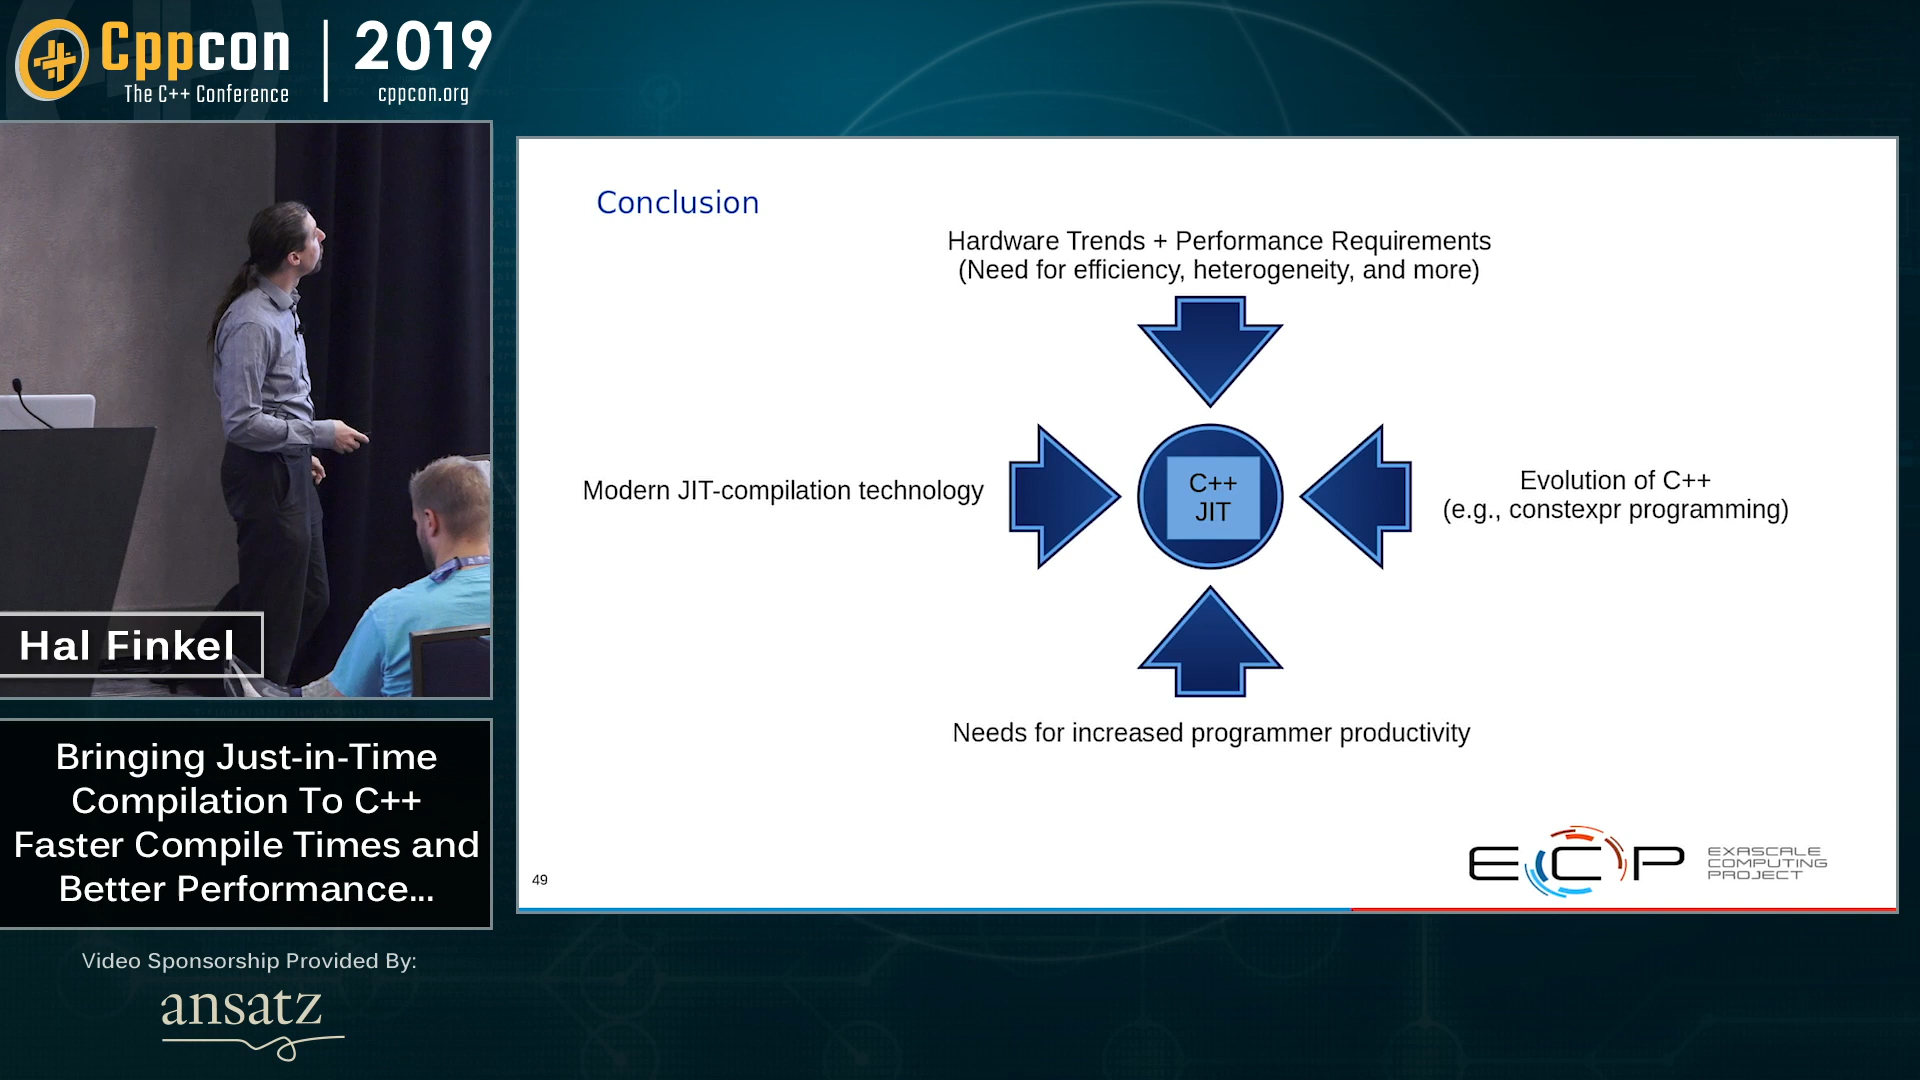 Cppcon
The C++ Conference
2019
cppcon.org
Hal Finkel
Bringing Just-in-Time
Compilation To C++
Faster Compile Times and
Better Performance...
Video Sponsorship Provided By:
ansatz
Conclusion
Hardware Trends + Performance Requirements
(Need for efficiency, heterogeneity, and more)
Modern JIT-compilation technology
C++
JIT
Evolution of C++
(e.g., constexpr programming)
Needs for increased programmer productivity
49
ECP
EXASCALE
COMPUTING
PROJECT